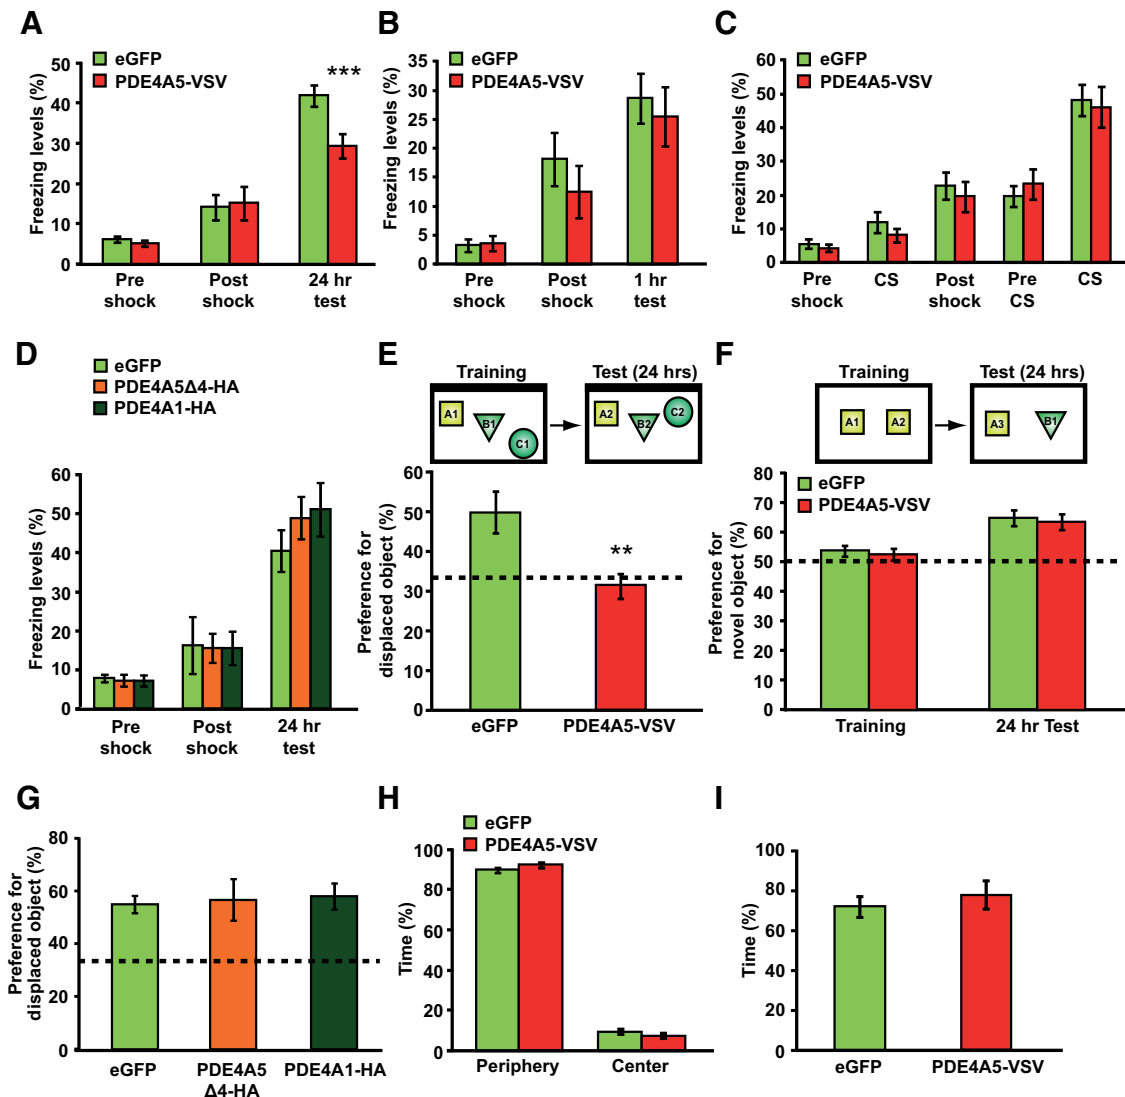 A
eGFP
PDE4A5-VSV
***
Freezing levels (%)
50
40
30
20
10
0
Pre shock
Post shock
24 hr test
B
eGFP
PDE4A5-VSV
Freezing levels (%)
35
30
25
20
15
10
5
0
Pre shock
Post shock
1 hr test
C
eGFP
PDE4A5-VSV
Freezing levels (%)
60
50
40
30
20
10
0
Pre shock
CS
Post shock
Pre CS
CS
D
eGFP
PDE4A5Δ4-HA
PDE4A1-HA
Freezing levels (%)
60
50
40
30
20
10
0
Pre shock
Post shock
24 hr test
E
Training
Test (24 hrs)
A1
B1
C1
A2
B2
C2
Preference for displaced object (%)
60
50
40
30
20
10
0
**
eGFP
PDE4A5-VSV
F
Training
Test (24 hrs)
A1
A2
A3
B1
eGFP
PDE4A5-VSV
Preference for novel object (%)
80
70
60
50
40
30
20
10
0
Training
24 hr Test
G
Preference for displaced object (%)
80
60
40
20
0
eGFP
PDE4A5 Δ4-HA
PDE4A1-HA
H
eGFP
PDE4A5-VSV
Time (%)
100
80
60
40
20
0
Periphery
Center
I
Time (%)
100
80
60
40
20
0
eGFP
PDE4A5-VSV